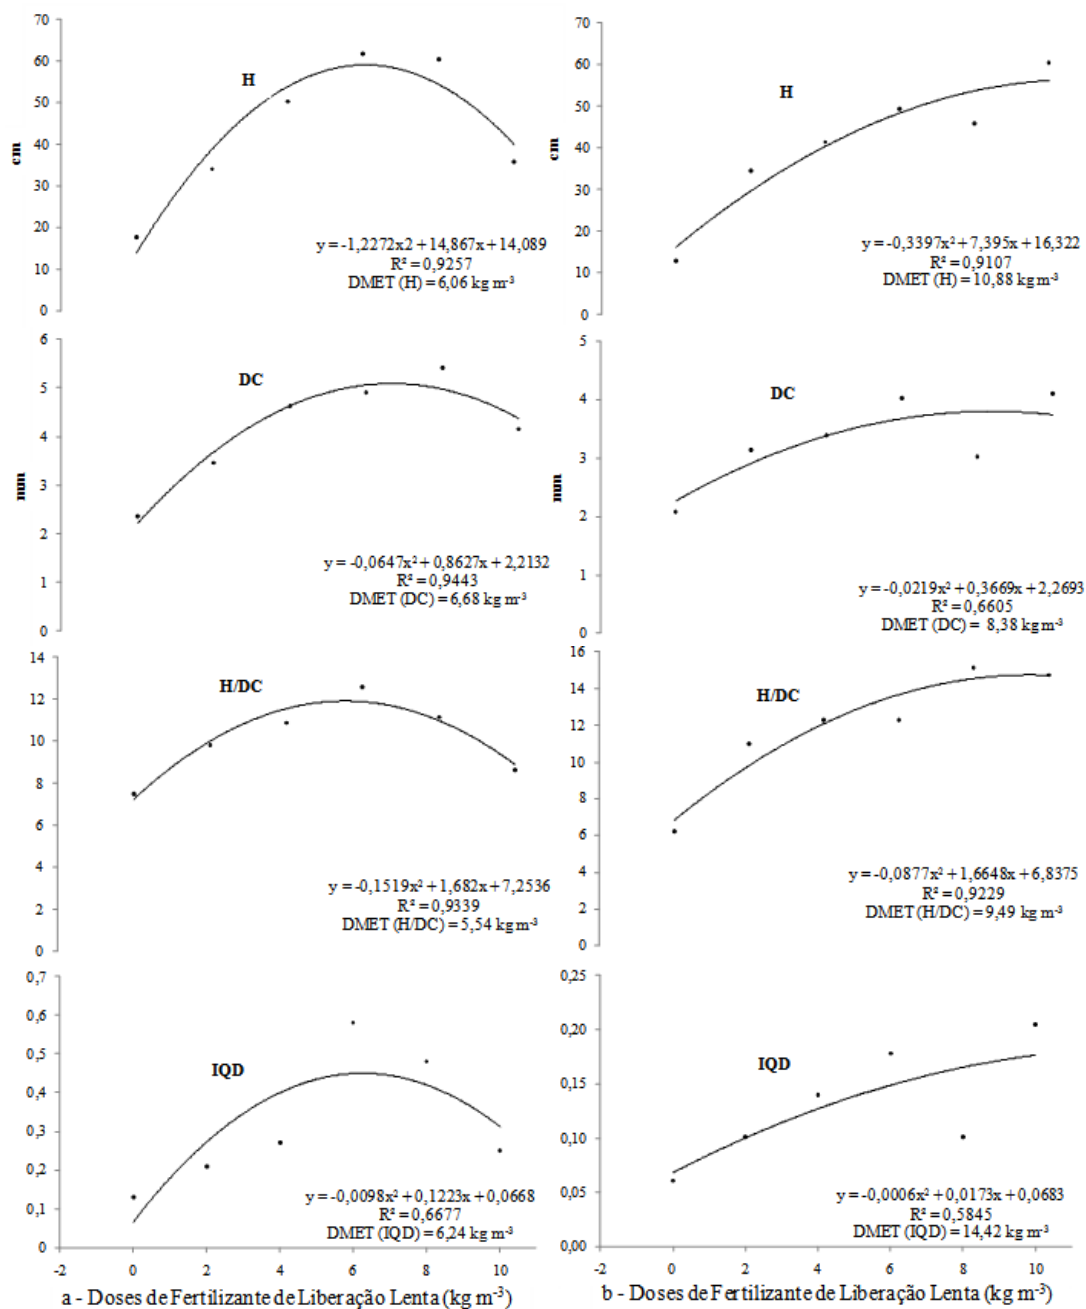 70
60
50
40
30
20
10
0
cm
H
y = -1,2272x2 + 14,867x + 14,089
R² = 0,9257
DMET (H) = 6,06 kg m⁻³
70
60
50
40
30
20
10
0
cm
H
y = -0,3397x² + 7,395x + 16,322
R² = 0,9107
DMET (H) = 10,88 kg m⁻³
6
5
4
3
2
1
0
mm
DC
y = -0,0647x² + 0,8627x + 2,2132
R² = 0,9443
DMET (DC) = 6,68 kg m⁻³
5
4
3
2
1
0
mm
DC
y = -0,0219x² + 0,3669x + 2,2693
R² = 0,6605
DMET (DC) = 8,38 kg m⁻³
14
12
10
8
6
4
2
0
H/DC
y = -0,1519x² + 1,682x + 7,2536
R² = 0,9339
DMET (H/DC) = 5,54 kg m⁻³
16
14
12
10
8
6
4
2
0
H/DC
y = -0,0877x² + 1,6648x + 6,8375
R² = 0,9229
DMET (H/DC) = 9,49 kg m⁻³
0,7
0,6
0,5
0,4
0,3
0,2
0,1
0
IQD
y = -0,0098x² + 0,1223x + 0,0668
R² = 0,6677
DMET (IQD) = 6,24 kg m⁻³
-2 0 2 4 6 8 10
a - Doses de Fertilizante de Liberação Lenta (kg m⁻³)
0,25
0,20
0,15
0,10
0,05
0,00
IQD
y = -0,0006x² + 0,0173x + 0,0683
R² = 0,5845
DMET (IQD) = 14,42 kg m⁻³
-2 0 2 4 6 8 10
b - Doses de Fertilizante de Liberação Lenta (kg m⁻³)